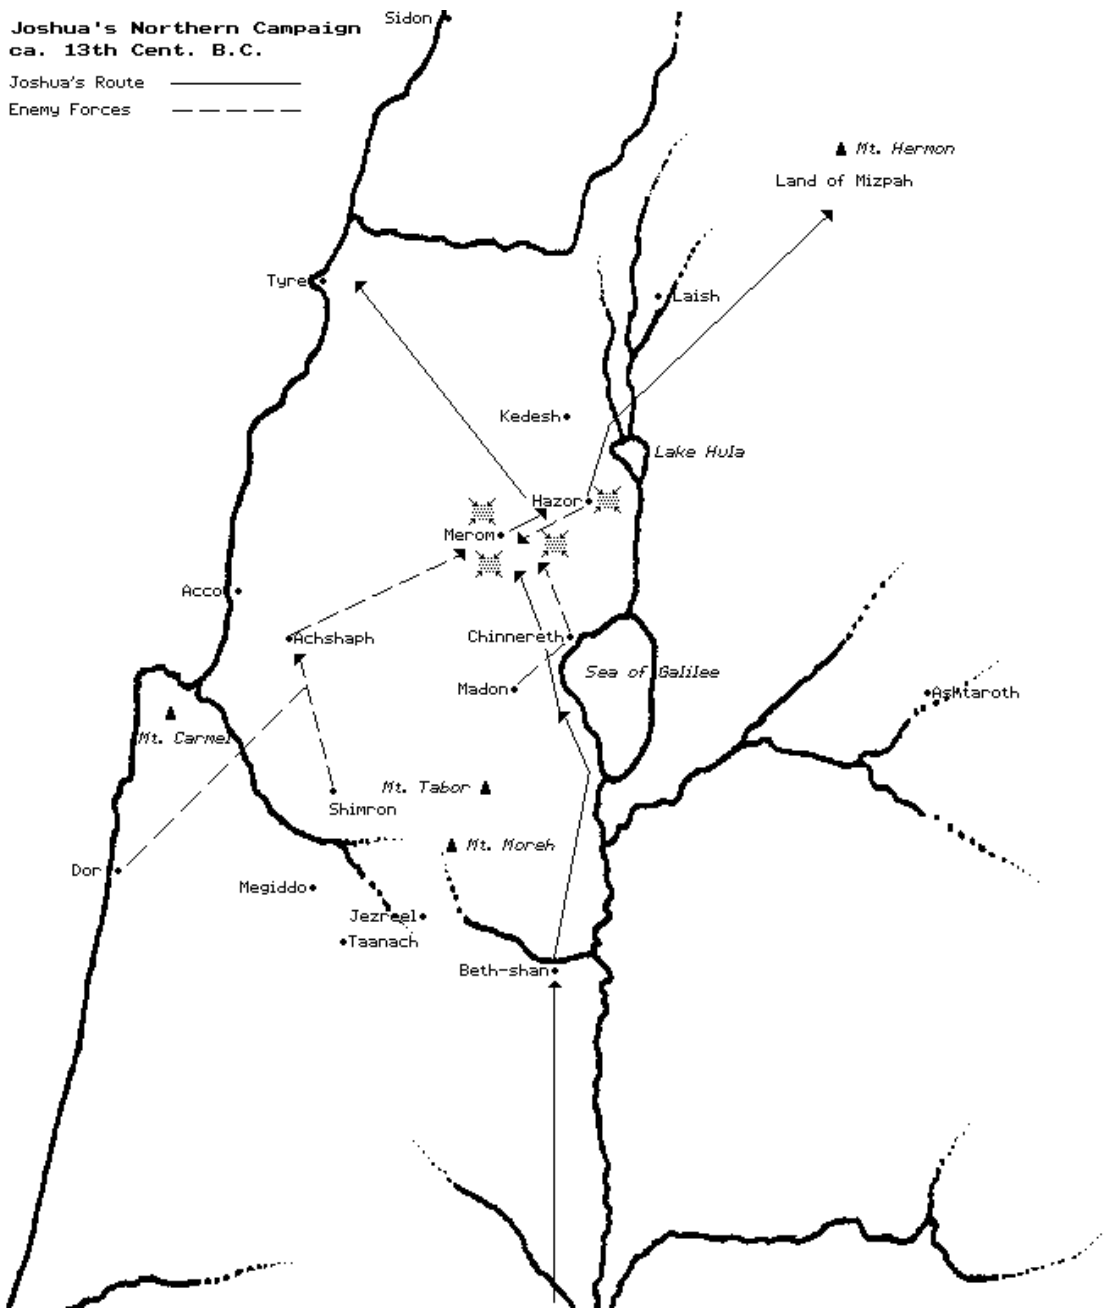 Joshua's Northern Campaign
ca. 13th Cent. B.C.
Joshua's Route
Enemy Forces
Sidon
Mt. Hermon
Land of Mizpah
Tyre
Laish
Kedesh
Lake Hula
Hazor
Merom
Acco
Achshaph
Chinnereth
Sea of Galilee
Madon
Ashtaroth
Mt. Carmel
Mt. Tabor
Shimron
Mt. Moreh
Dor
Megiddo
Jezreel
Taanach
Beth-shan